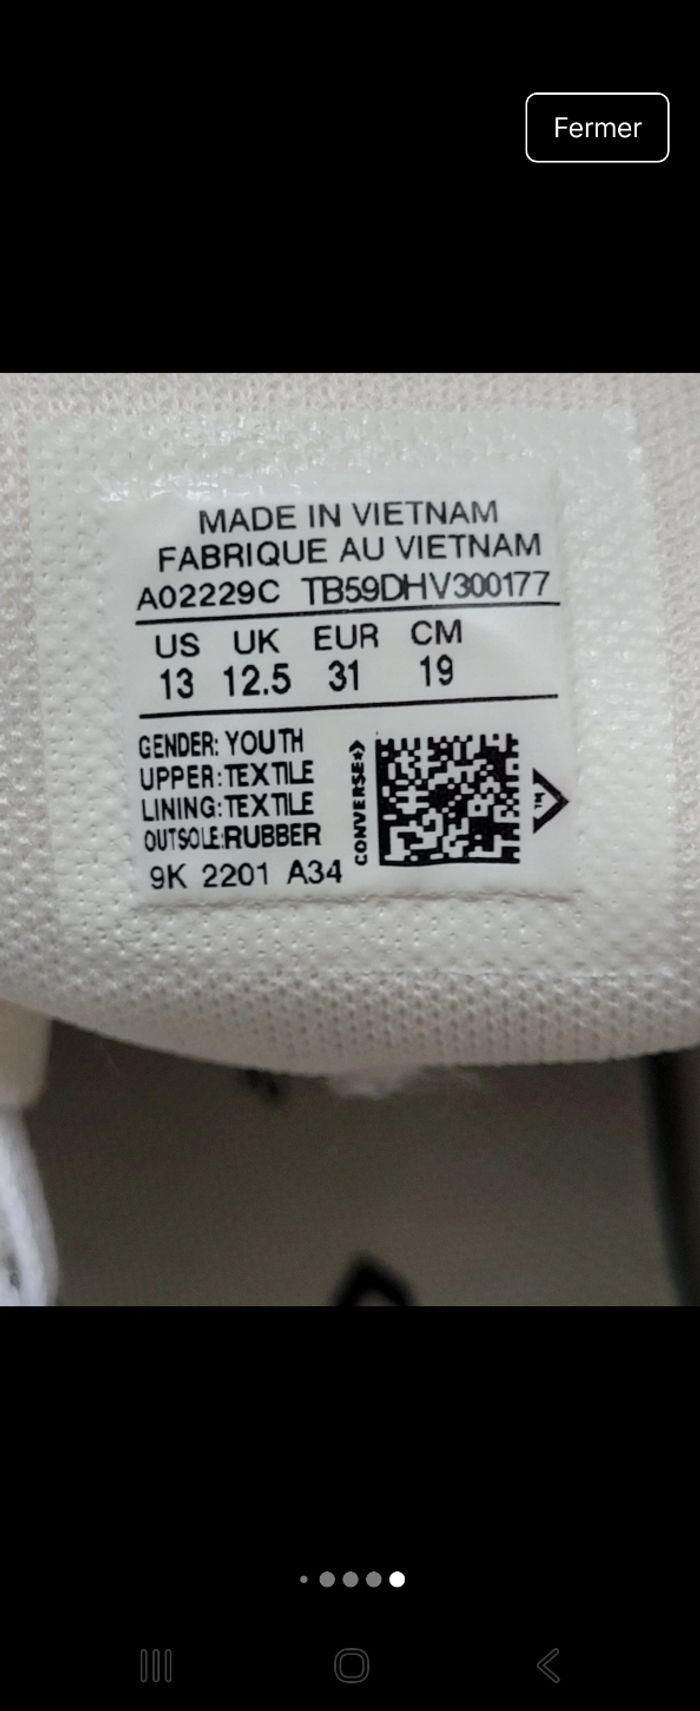 Fermer
MADE IN VIETNAM
FABRIQUE AU VIETNAM
A02229C TB59DHV300177
US UK EUR CM
13 12.5 31 19
GENDER: YOUTH
UPPER:TEXTILE
LINING:TEXTILE
OUTSOLE:RUBBER
9K 2201 A34
CONVERSE
TM